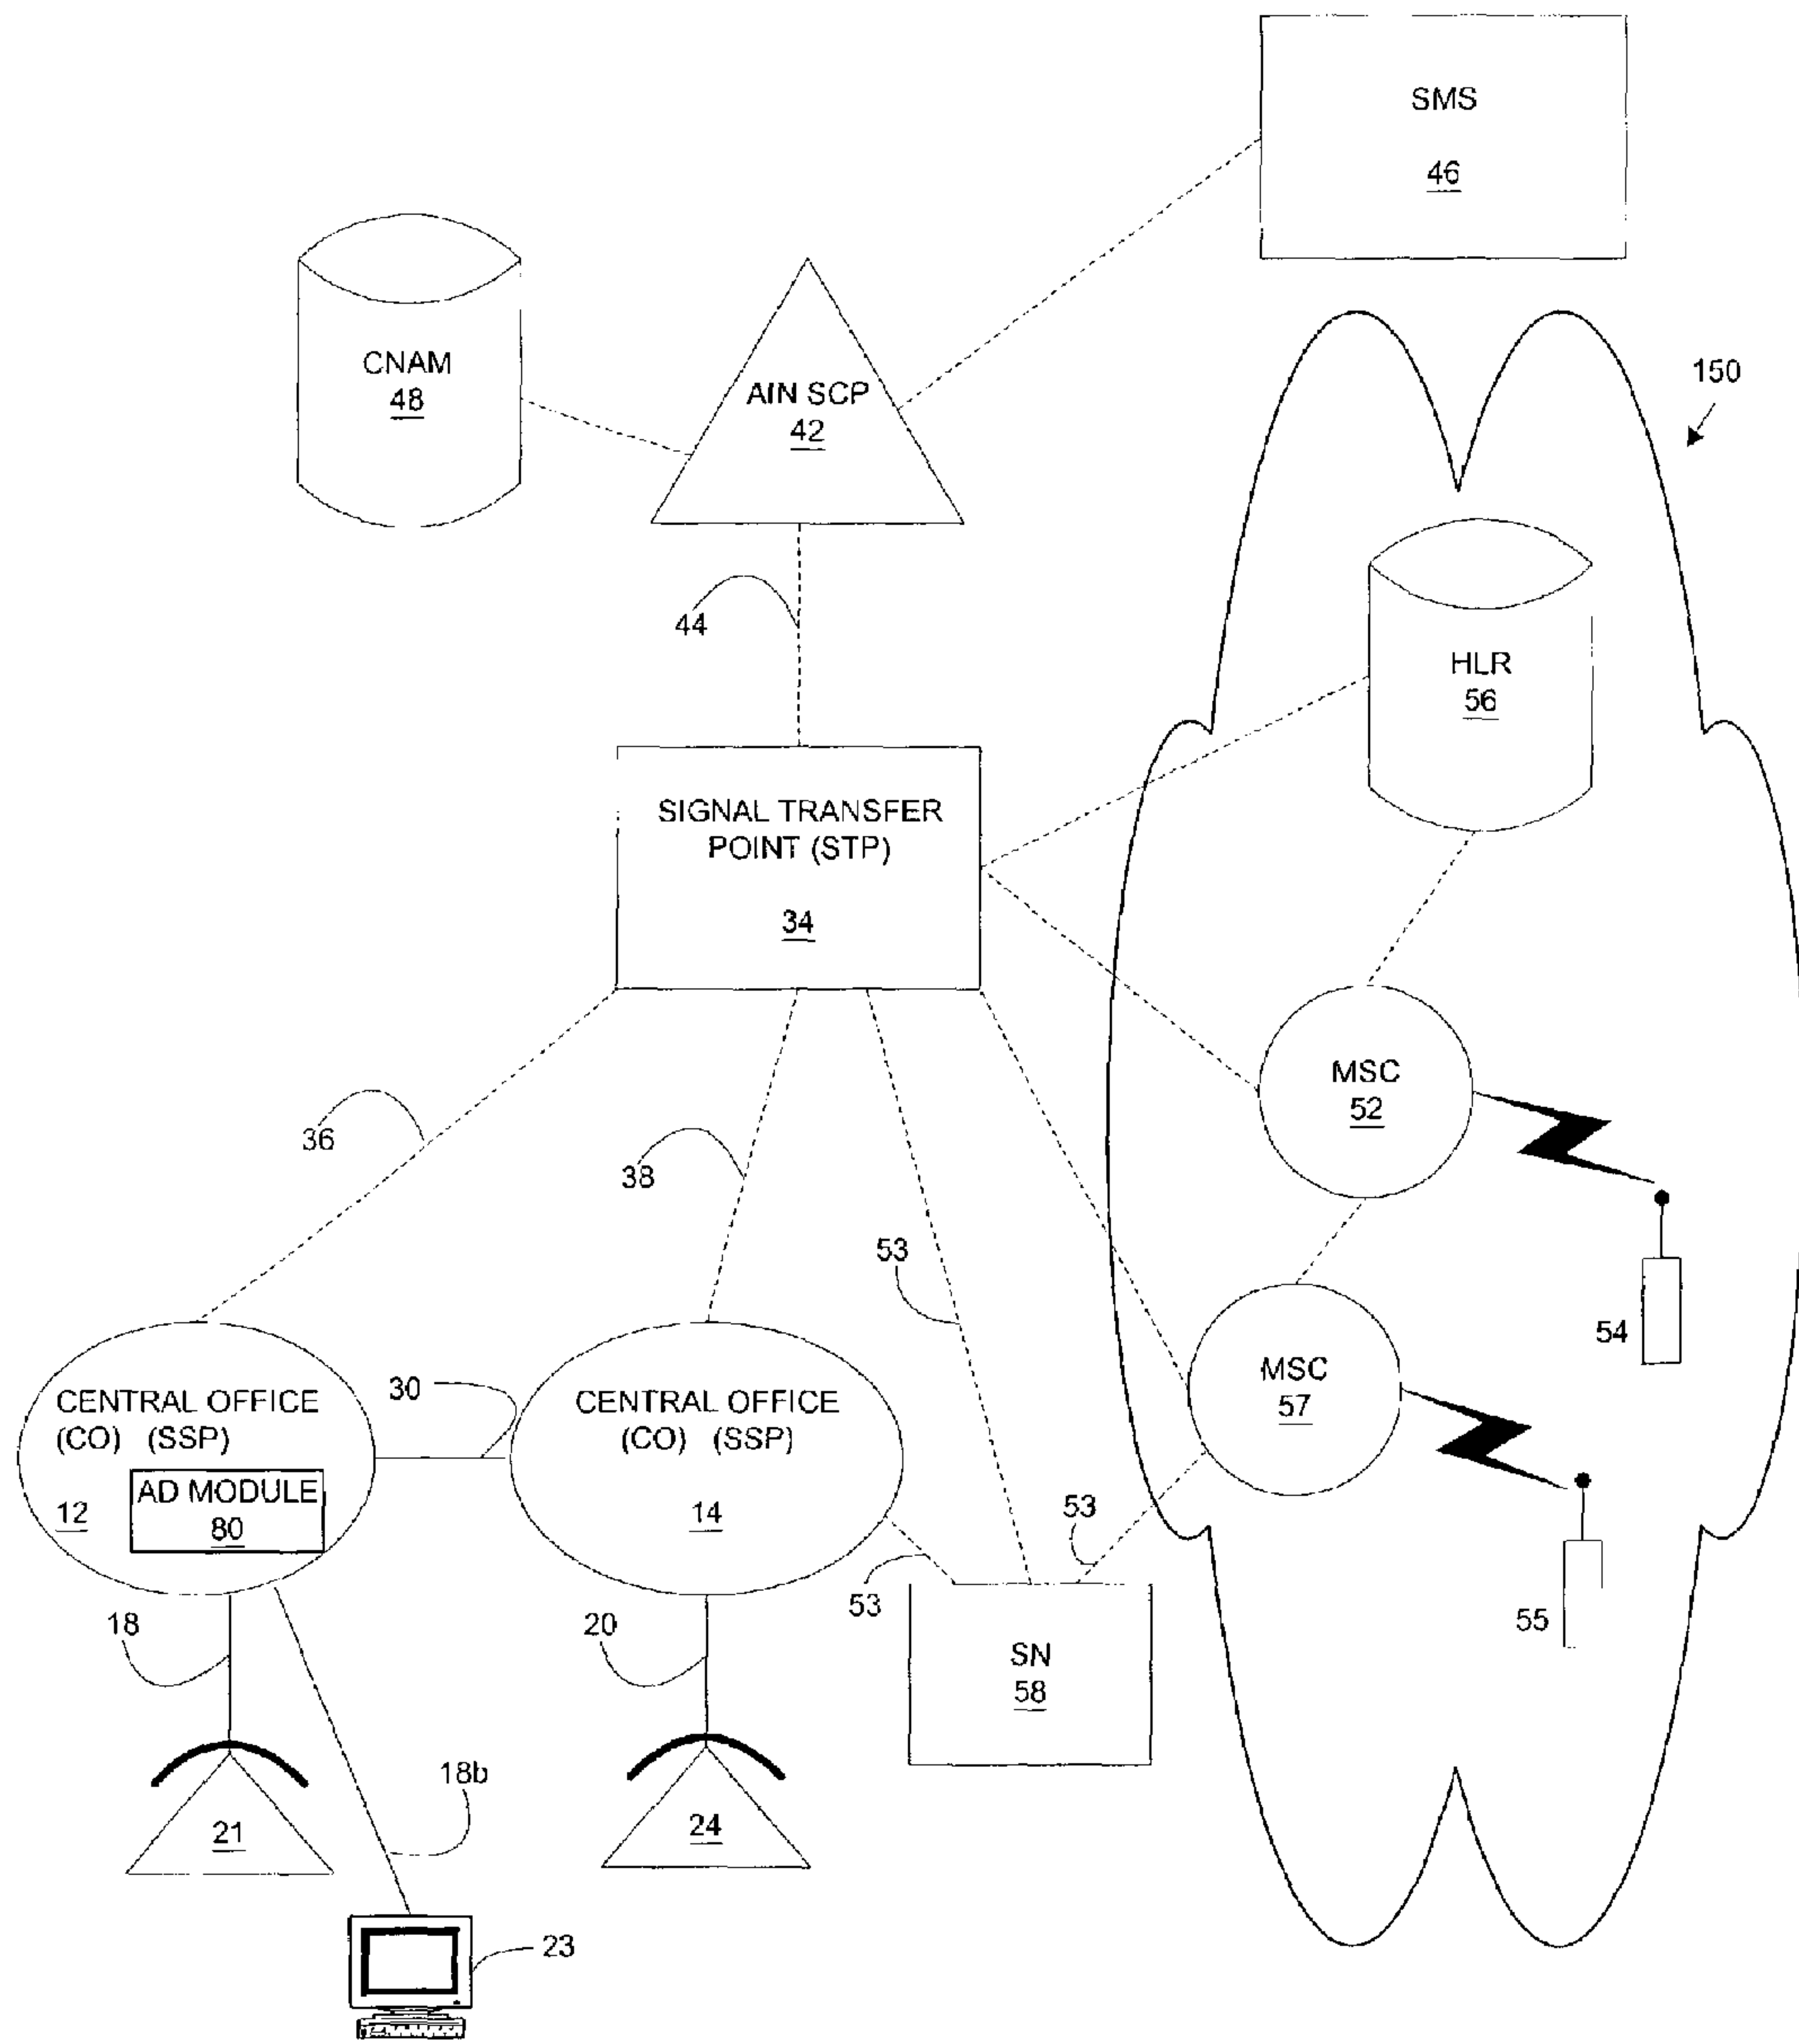 SMS
46
CNAM
48
AIN SCP
42
150
44
HLR
56
SIGNAL TRANSFER
POINT (STP)
34
36
38
MSC
52
53
54
CENTRAL OFFICE
(CO) (SSP)
AD MODULE
12
80
30
CENTRAL OFFICE
(CO) (SSP)
14
MSC
57
53
53
55
18
20
SN
58
18b
21
24
23